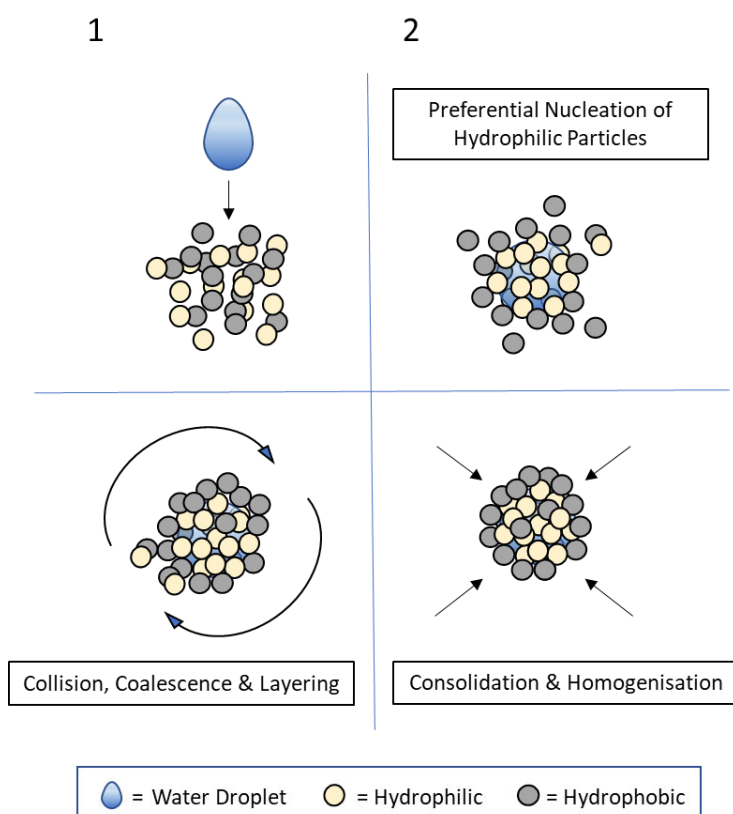 1
2
Preferential Nucleation of
Hydrophilic Particles
Collision, Coalescence & Layering
Consolidation & Homogenisation
= Water Droplet
= Hydrophilic
= Hydrophobic